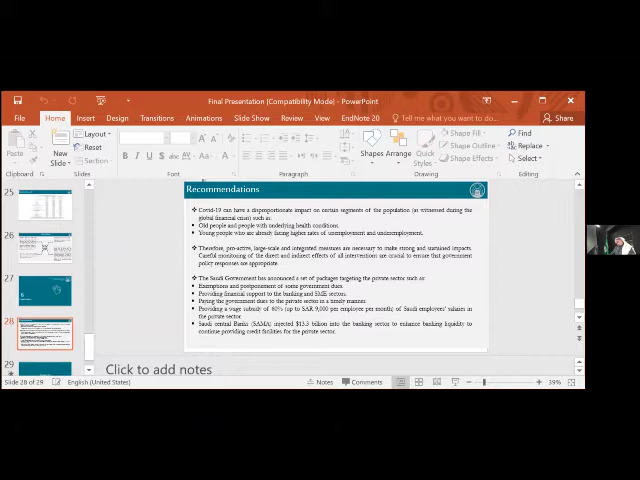 Final Presentation [Compatibility Mode] - PowerPoint
File Home Insert Design Transitions Animations Slide Show Review View EndNote 20 Tell me what you want to do... Share
Paste
New Slide
Layout
Reset
Section
B I U S abc AV Aa A
Shapes
Arrange
Quick Styles
Shape Fill
Shape Outline
Shape Effects
Find
Replace
Select
Clipboard Slides Font Paragraph Drawing Editing
25
26
27
28
29
Recommendations
Covid-19 can have a disproportionate impact on certain segments of the population (as witnessed during the
global financial crisis) such as:
Old people and people with underlying health conditions.
Young people who are already facing higher rates of unemployment and underemployment.
Therefore, pro-active, large-scale and integrated measures are necessary to make strong and sustained impacts.
Careful monitoring of the direct and indirect effects of all interventions are crucial to ensure that government
policy responses are appropriate.
The Saudi Government has announced a set of packages targeting the private sector such as:
Exemptions and postponement of some government dues.
Providing financial support to the banking and SME sectors.
Paying the government dues to the private sector in a timely manner.
Providing a wage subsidy of 60% (up to SAR 9,000 per employee per month) of Saudi employees' salaries in
the private sector.
Saudi central Banks (SAMA) injected $13.3 billion into the banking sector to enhance banking liquidity to
continue providing credit facilities for the private sector.
Click to add notes
Slide 28 of 29 English (United States) Notes Comments 39%